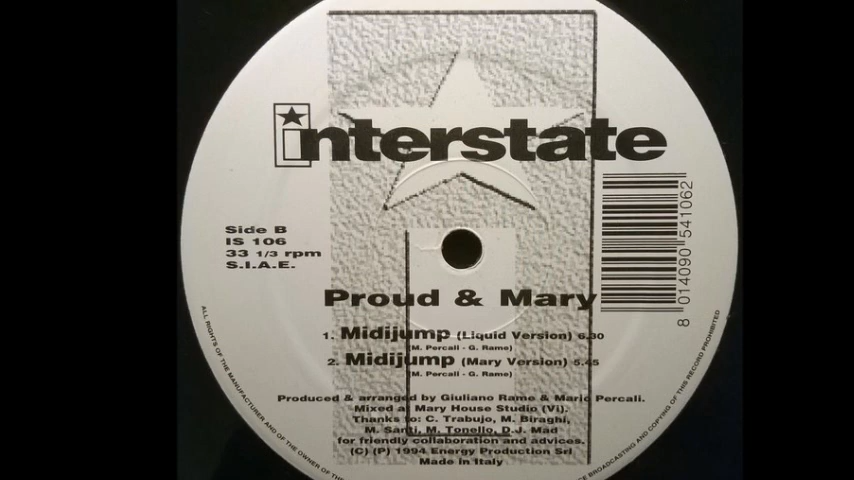 interstate
Side B
IS 106
33 1/3 rpm
S.I.A.E.
8 014090 541062
Proud & Mary
1. Midijump (Liquid Version) 6.30
(M. Percali - G. Rame)
2. Midijump (Mary Version) 5.45
(M. Percali - G. Rame)
Produced & arranged by Giuliano Rame & Mario Percali.
Mixed at Mary House Studio (Vi).
Thanks to: C. Trabujo, M. Biraghi,
M. Santi, M. Tonello, D.J. Mad
for friendly collaboration and advices.
(C) (P) 1994 Energy Production Srl
Made in Italy
ALL RIGHTS OF THE MANUFACTURER AND OF THE OWNER OF THE
BROADCASTING AND COPYING OF THIS RECORD PROHIBITED